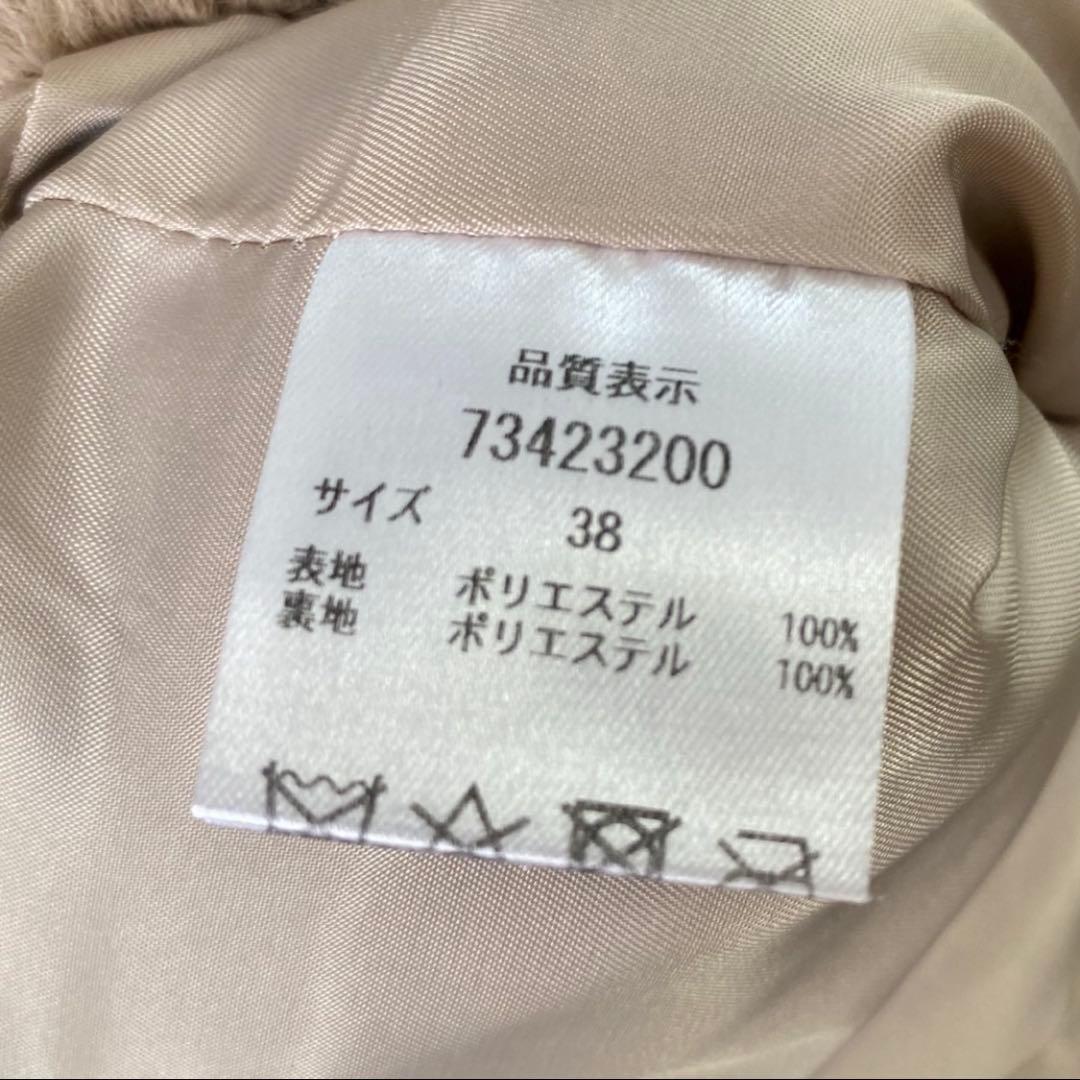 品質表示
73423200
サイズ 38
表地 ポリエステル 100%
裏地 ポリエステル 100%